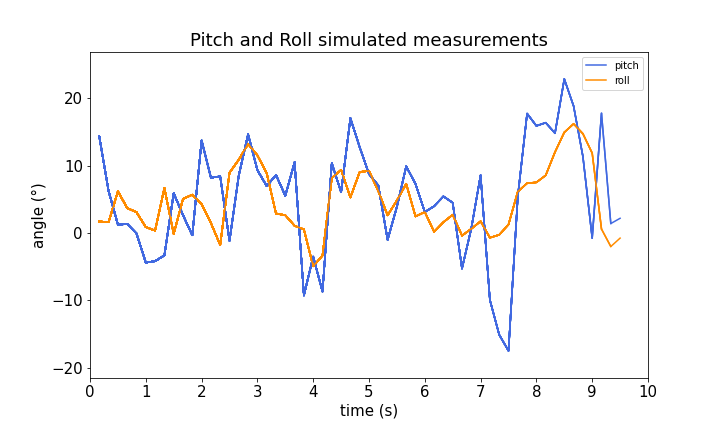 Pitch and Roll simulated measurements
pitch
roll
20
10
0
−10
−20
angle (°)
0 1 2 3 4 5 6 7 8 9 10
time (s)